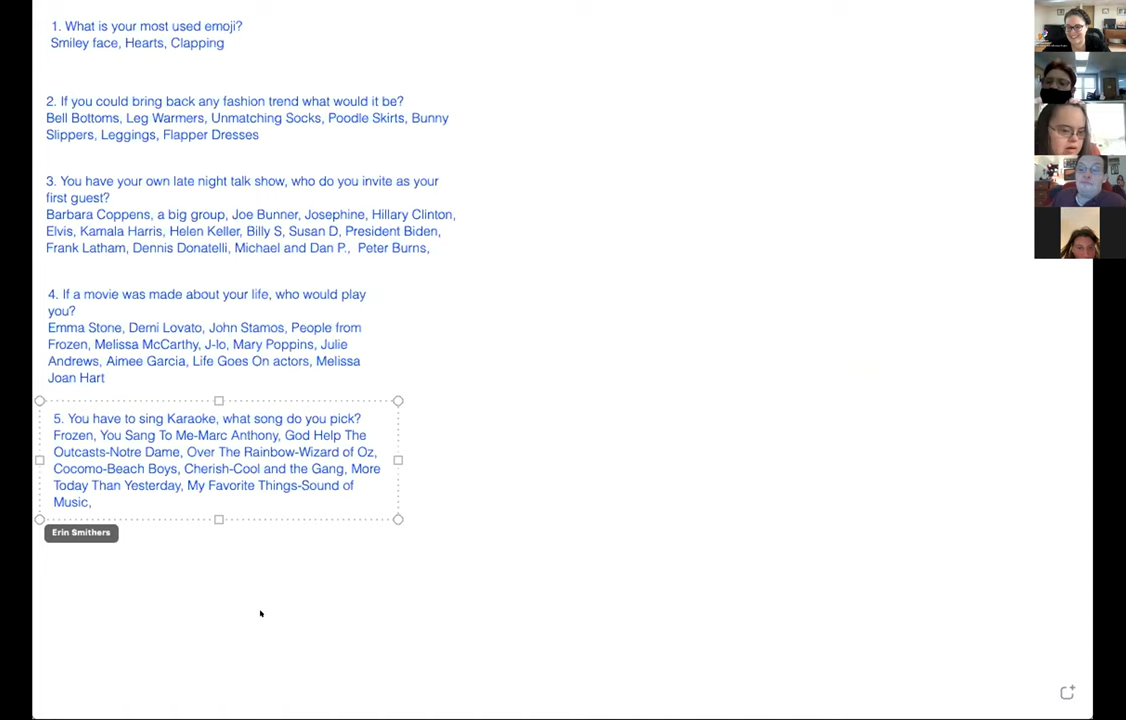 1. What is your most used emoji?
Smiley face, Hearts, Clapping
2. If you could bring back any fashion trend what would it be?
Bell Bottoms, Leg Warmers, Unmatching Socks, Poodle Skirts, Bunny
Slippers, Leggings, Flapper Dresses
3. You have your own late night talk show, who do you invite as your
first guest?
Barbara Coppens, a big group, Joe Bunner, Josephine, Hillary Clinton,
Elvis, Kamala Harris, Helen Keller, Billy S, Susan D, President Biden,
Frank Latham, Dennis Donatelli, Michael and Dan P., Peter Burns,
4. If a movie was made about your life, who would play
you?
Emma Stone, Demi Lovato, John Stamos, People from
Frozen, Melissa McCarthy, J-lo, Mary Poppins, Julie
Andrews, Aimee Garcia, Life Goes On actors, Melissa
Joan Hart
5. You have to sing Karaoke, what song do you pick?
Frozen, You Sang To Me-Marc Anthony, God Help The
Outcasts-Notre Dame, Over The Rainbow-Wizard of Oz,
Cocomo-Beach Boys, Cherish-Cool and the Gang, More
Today Than Yesterday, My Favorite Things-Sound of
Music,
Erin Smithers